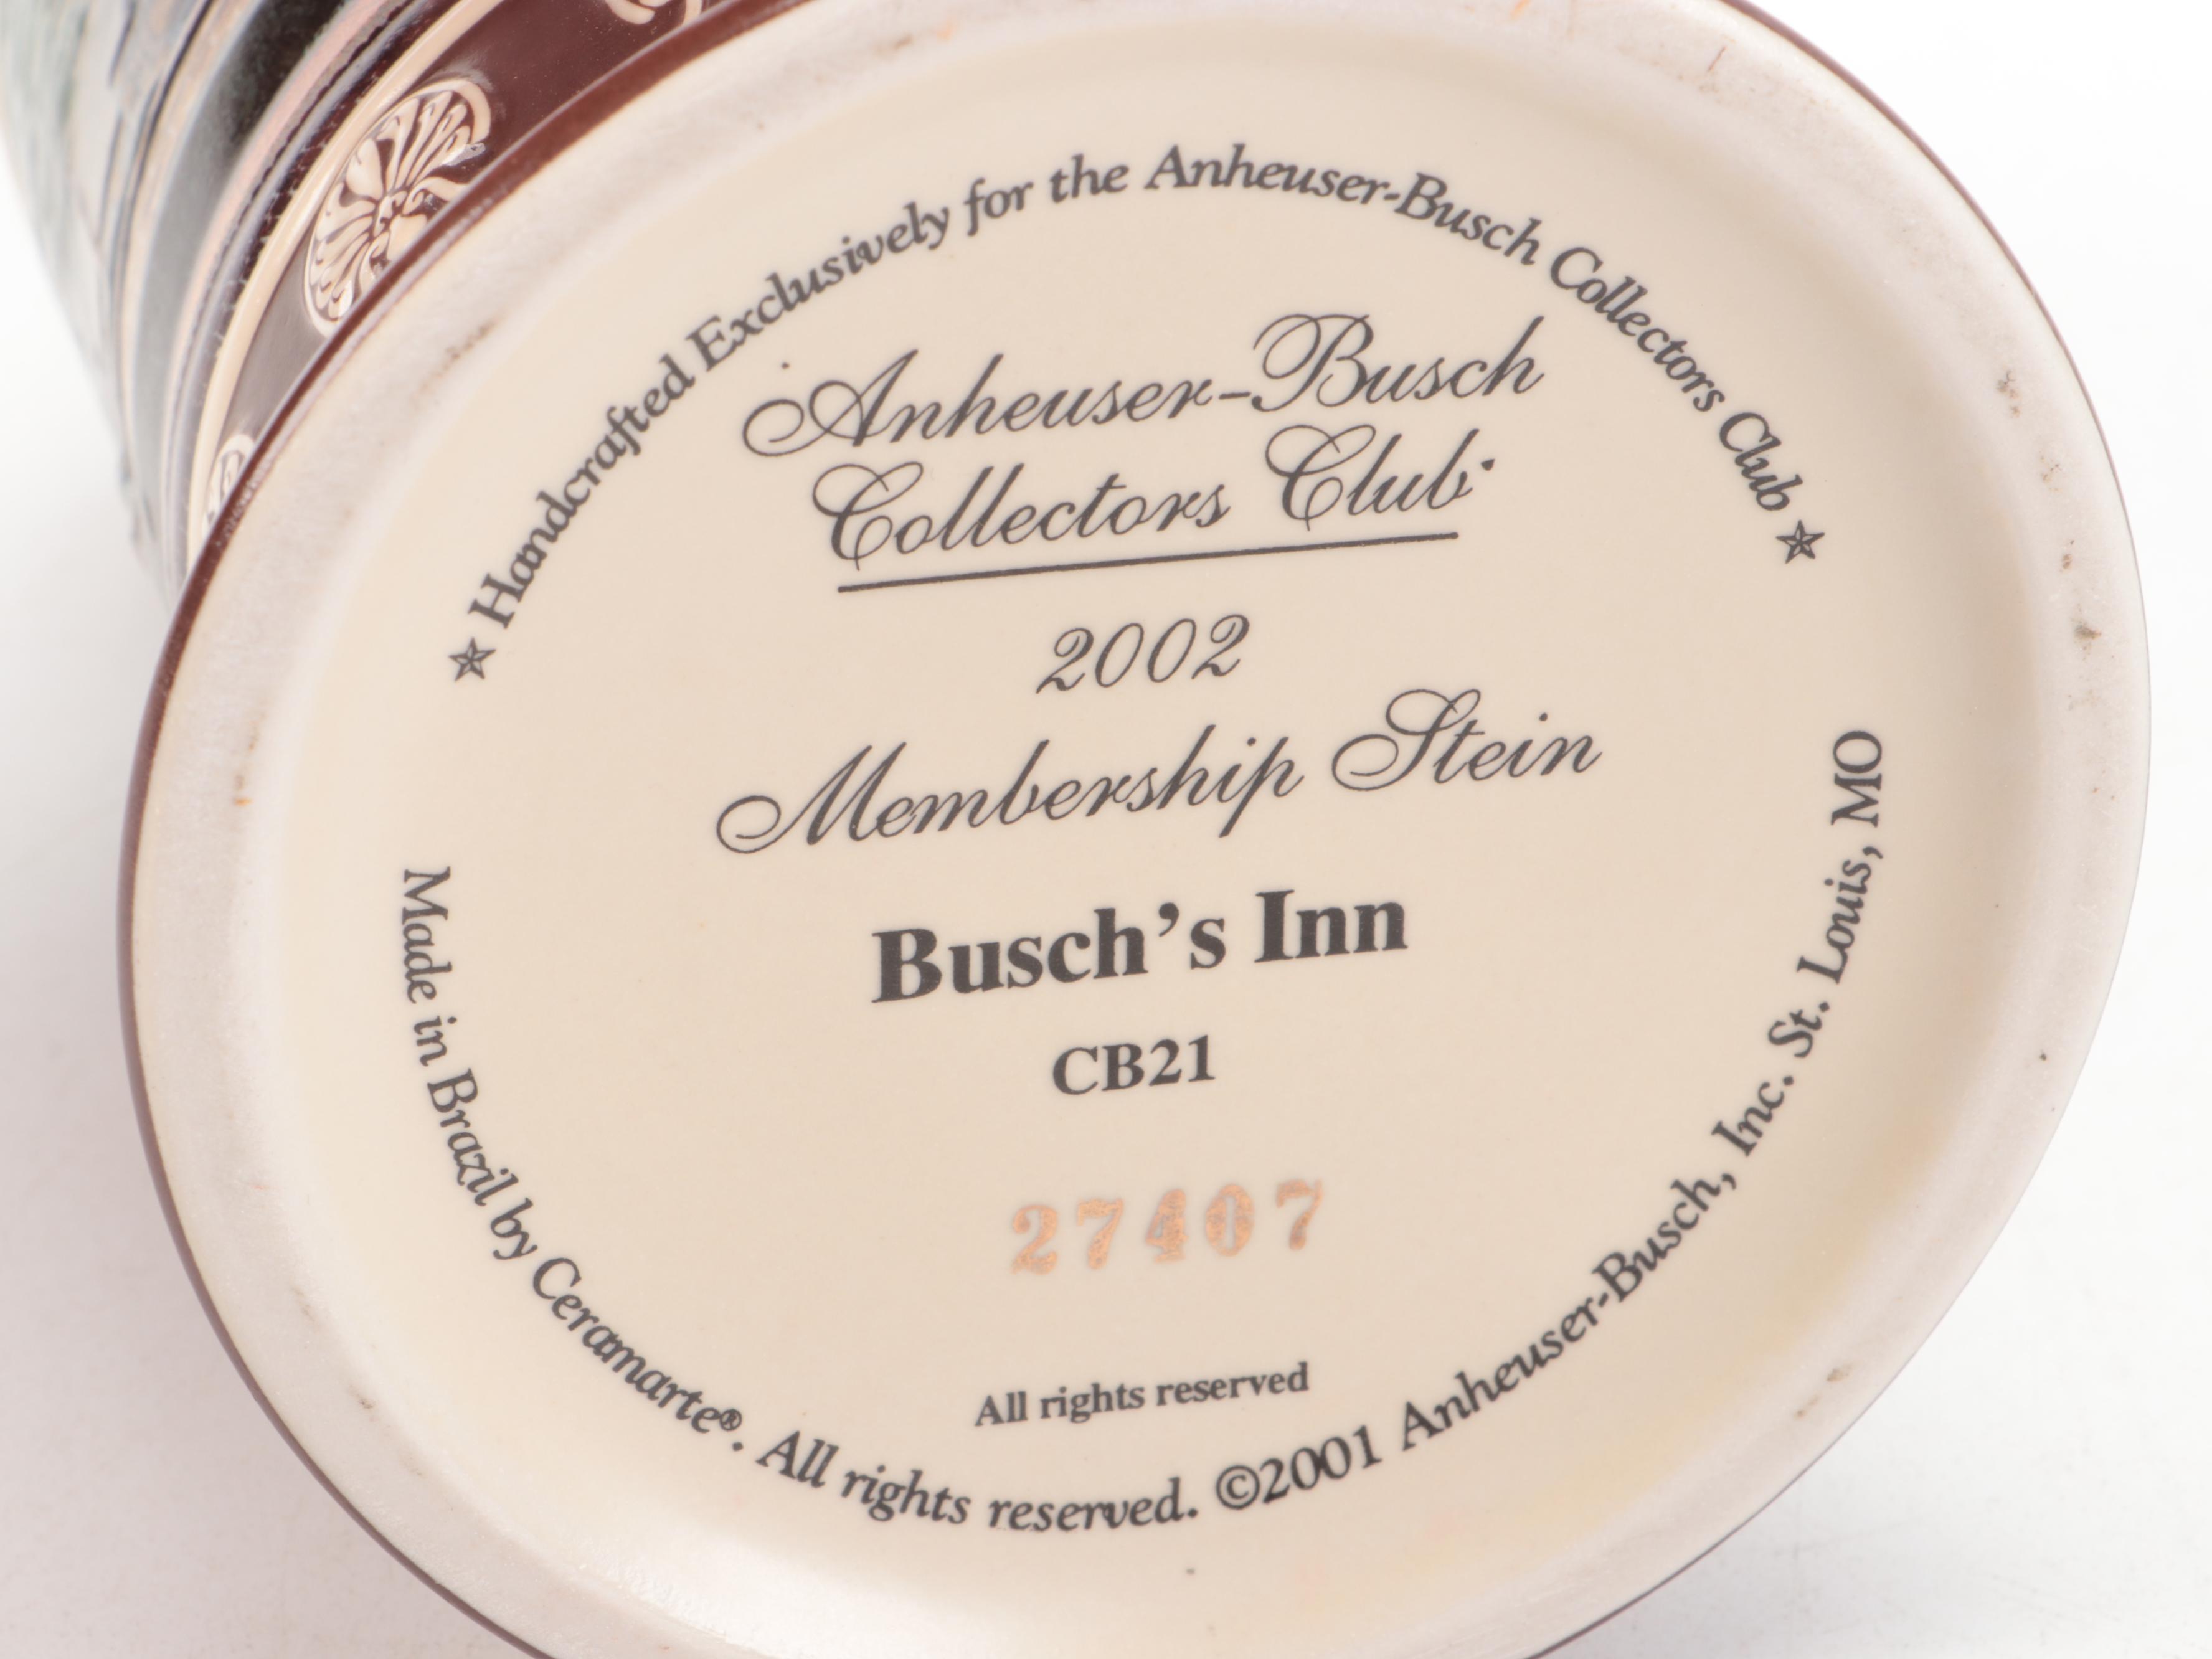 ★ Handcrafted Exclusively for the Anheuser-Busch Collectors Club ★
Anheuser-Busch
Collectors Club
2002
Membership Stein
Busch's Inn
CB21
27407
All rights reserved
Made in Brazil by Ceramarte®. All rights reserved. ©2001 Anheuser-Busch, Inc. St. Louis, MO